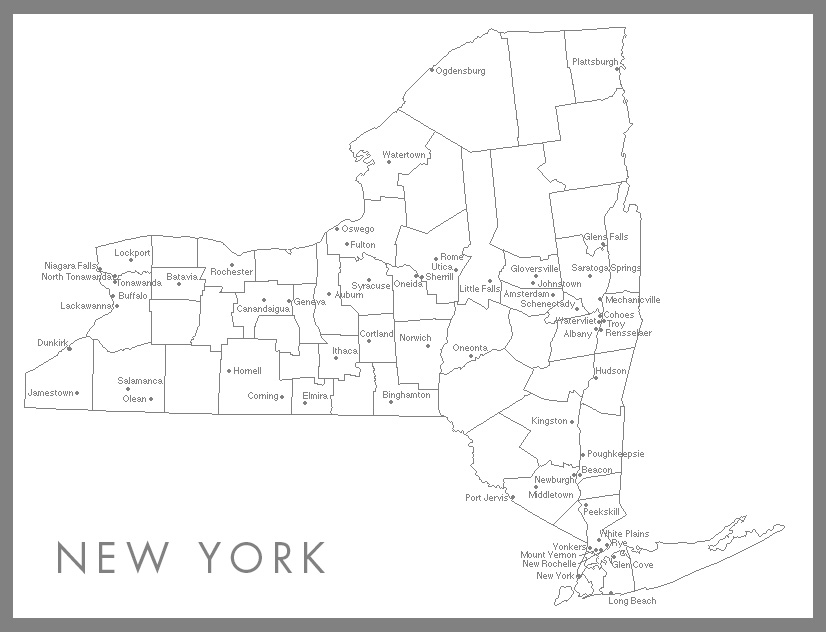 Plattsburgh
Ogdensburg
Watertown
Oswego
Glens Falls
Fulton
Lockport
Rome
Niagara Falls
Utica
Gloversville
Saratoga Springs
Rochester
North Tonawanda
Batavia
Sherrill
Tonawanda
Oneida
Johnstown
Syracuse
Little Falls
Buffalo
Auburn
Amsterdam
Geneva
Mechanicville
Lackawanna
Schenectady
Canandaigua
Cohoes
Watervliet
Troy
Albany
Rensselaer
Cortland
Norwich
Dunkirk
Oneonta
Ithaca
Hornell
Hudson
Salamanca
Jamestown
Corning
Elmira
Binghamton
Olean
Kingston
Poughkeepsie
Beacon
Newburgh
Middletown
Port Jervis
Peekskill
White Plains
Rye
Yonkers
Mount Vernon
New Rochelle
Glen Cove
NEW YORK
New York
Long Beach